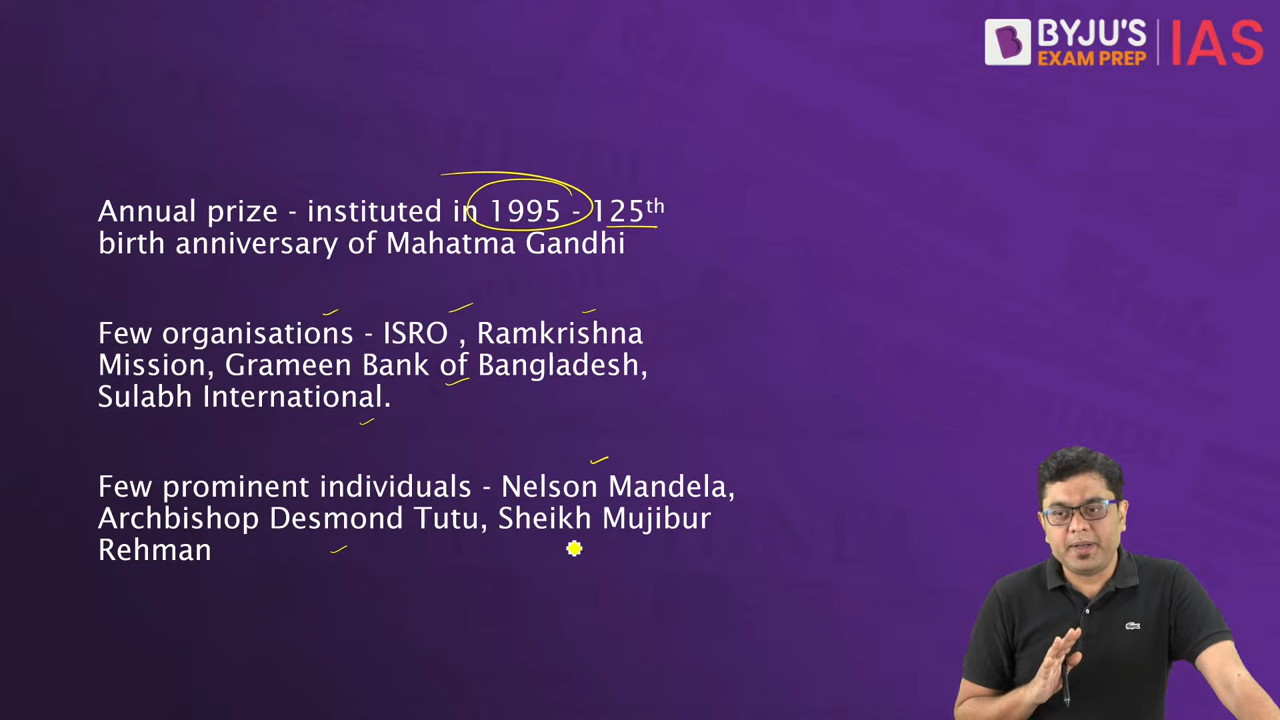 BYJU'S
EXAM PREP
IAS
Annual prize - instituted in 1995 - 125th
birth anniversary of Mahatma Gandhi
Few organisations - ISRO , Ramkrishna
Mission, Grameen Bank of Bangladesh,
Sulabh International.
Few prominent individuals - Nelson Mandela,
Archbishop Desmond Tutu, Sheikh Mujibur
Rehman